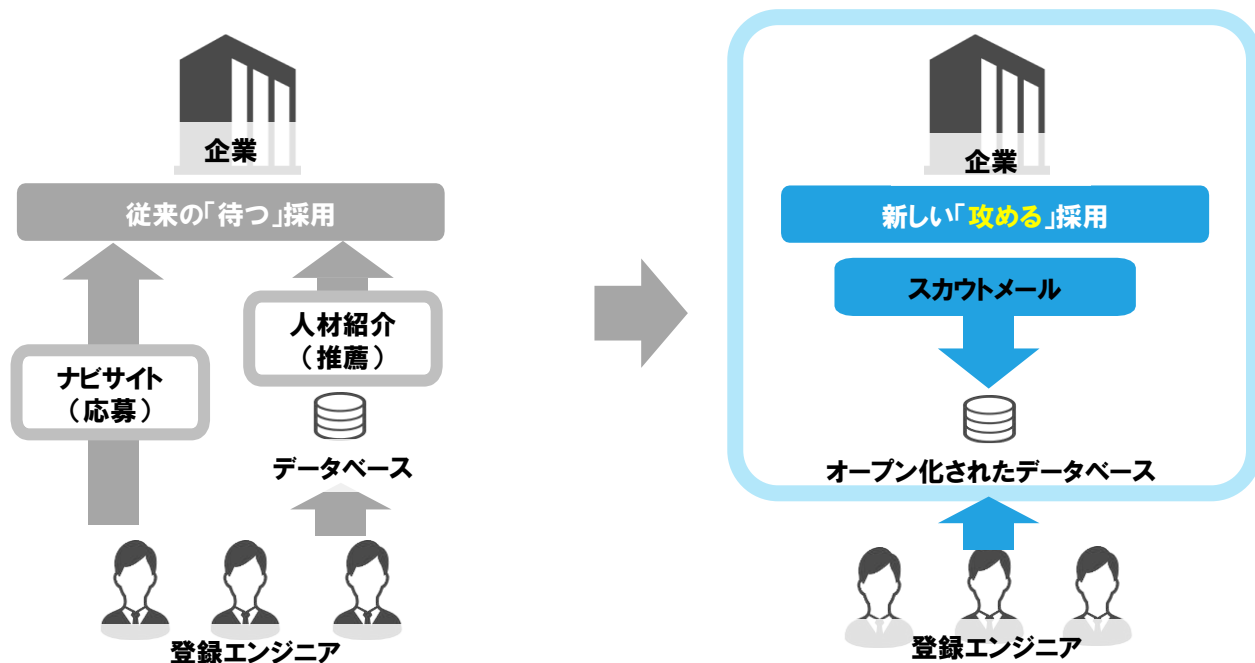 企業
従来の「待つ」採用
人材紹介
（推薦）
ナビサイト
（応募）
データベース
登録エンジニア
企業
新しい「攻める」採用
スカウトメール
オープン化されたデータベース
登録エンジニア